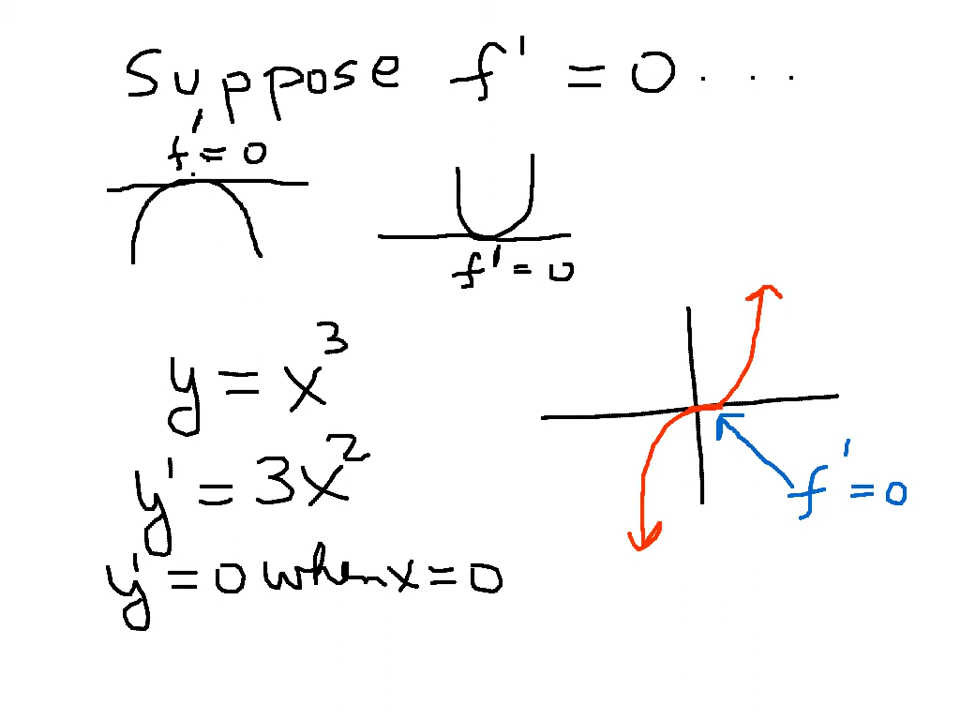 Suppose f' = 0 . . .
f' = 0
f' = 0
y = x³
y' = 3x²
f' = 0
y' = 0 when x = 0